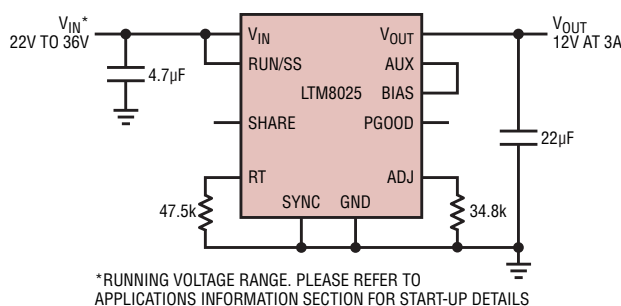 VIN*
22V TO 36V
VIN
VOUT
VOUT
12V AT 3A
RUN/SS
AUX
4.7µF
LTM8025
BIAS
SHARE
PGOOD
22µF
RT
ADJ
47.5k
SYNC
GND
34.8k
*RUNNING VOLTAGE RANGE. PLEASE REFER TO
APPLICATIONS INFORMATION SECTION FOR START-UP DETAILS